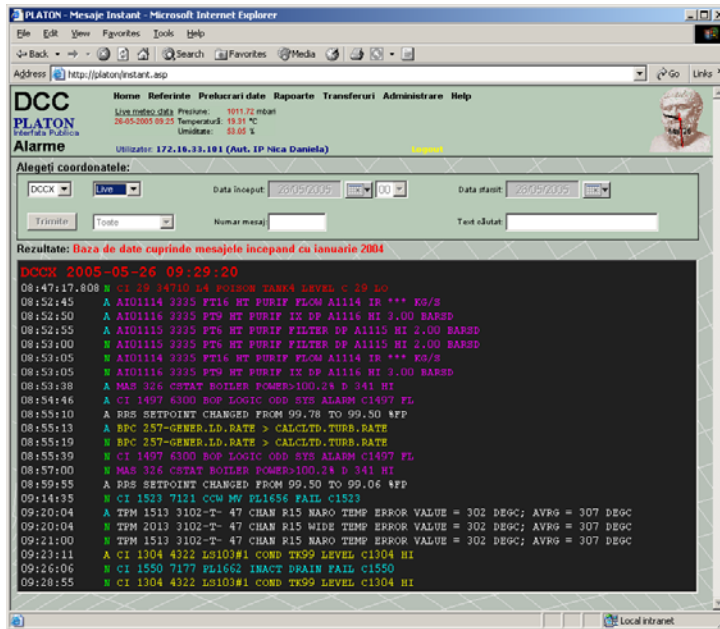 PLATON - Mesaje Instant - Microsoft Internet Explorer
File Edit View Favorites Tools Help
Back Search Favorites Media
Address http://platon/instant.asp Go Links
DCC Home Referinte Prelucrari date Rapoarte Transferuri Administrare Help
Live meteo data Presiune: 1011.72 mbari
PLATON 26-05-2005 09:25 Temperatură: 19.31 °C
Interfata Publica Umiditate: 53.05 %
Alarme Utilizator: 172.16.33.101 (Aut. IP Nica Daniela) Logout
Alegeți coordonatele:
DCCX Live Data început: 26/05/2005 00 Data sfarsit: 26/05/2005
Trimite Toate Numar mesaj: Text căutat:
Rezultate: Baza de date cuprinde mesajele incepand cu ianuarie 2004
DCCX 2005-05-26 09:29:20
08:47:17.808 N CI 29 34710 L4 POISON TANK4 LEVEL C 29 LO
08:52:45 A AI01114 3335 FT16 HT PURIF FLOW A1114 IR *** KG/S
08:52:50 A AI01116 3335 PT9 HT PURIF IX DP A1116 HI 3.00 BARSD
08:52:55 A AI01115 3335 PT6 HT PURIF FILTER DP A1115 HI 2.00 BARSD
08:53:00 N AI01115 3335 PT6 HT PURIF FILTER DP A1115 HI 2.00 BARSD
08:53:05 N AI01114 3335 FT16 HT PURIF FLOW A1114 IR *** KG/S
08:53:05 N AI01116 3335 PT9 HT PURIF IX DP A1116 HI 3.00 BARSD
08:53:38 A MAS 326 CSTAT BOILER POWER>100.2% D 341 HI
08:54:46 A CI 1497 6300 BOP LOGIC ODD SYS ALARM C1497 FL
08:55:10 A RRS SETPOINT CHANGED FROM 99.78 TO 99.50 %FP
08:55:13 A BPC 257-GENER.LD.RATE > CALCLTD.TURB.RATE
08:55:19 N BPC 257-GENER.LD.RATE > CALCLTD.TURB.RATE
08:55:39 N CI 1497 6300 BOP LOGIC ODD SYS ALARM C1497 FL
08:57:00 N MAS 326 CSTAT BOILER POWER>100.2% D 341 HI
08:59:55 A RRS SETPOINT CHANGED FROM 99.50 TO 99.06 %FP
09:14:35 N CI 1523 7121 CCW MV PL1656 FAIL C1523
09:20:04 A TPM 1513 3102-T- 47 CHAN R15 NARO TEMP ERROR VALUE = 302 DEGC; AVRG = 307 DEGC
09:20:04 N TPM 2013 3102-T- 47 CHAN R15 WIDE TEMP ERROR VALUE = 302 DEGC; AVRG = 307 DEGC
09:21:00 N TPM 1513 3102-T- 47 CHAN R15 NARO TEMP ERROR VALUE = 302 DEGC; AVRG = 307 DEGC
09:23:11 A CI 1304 4322 LS103#1 COND TK99 LEVEL C1304 HI
09:26:06 N CI 1550 7177 PL1662 INACT DRAIN FAIL C1550
09:28:55 N CI 1304 4322 LS103#1 COND TK99 LEVEL C1304 HI
Local intranet